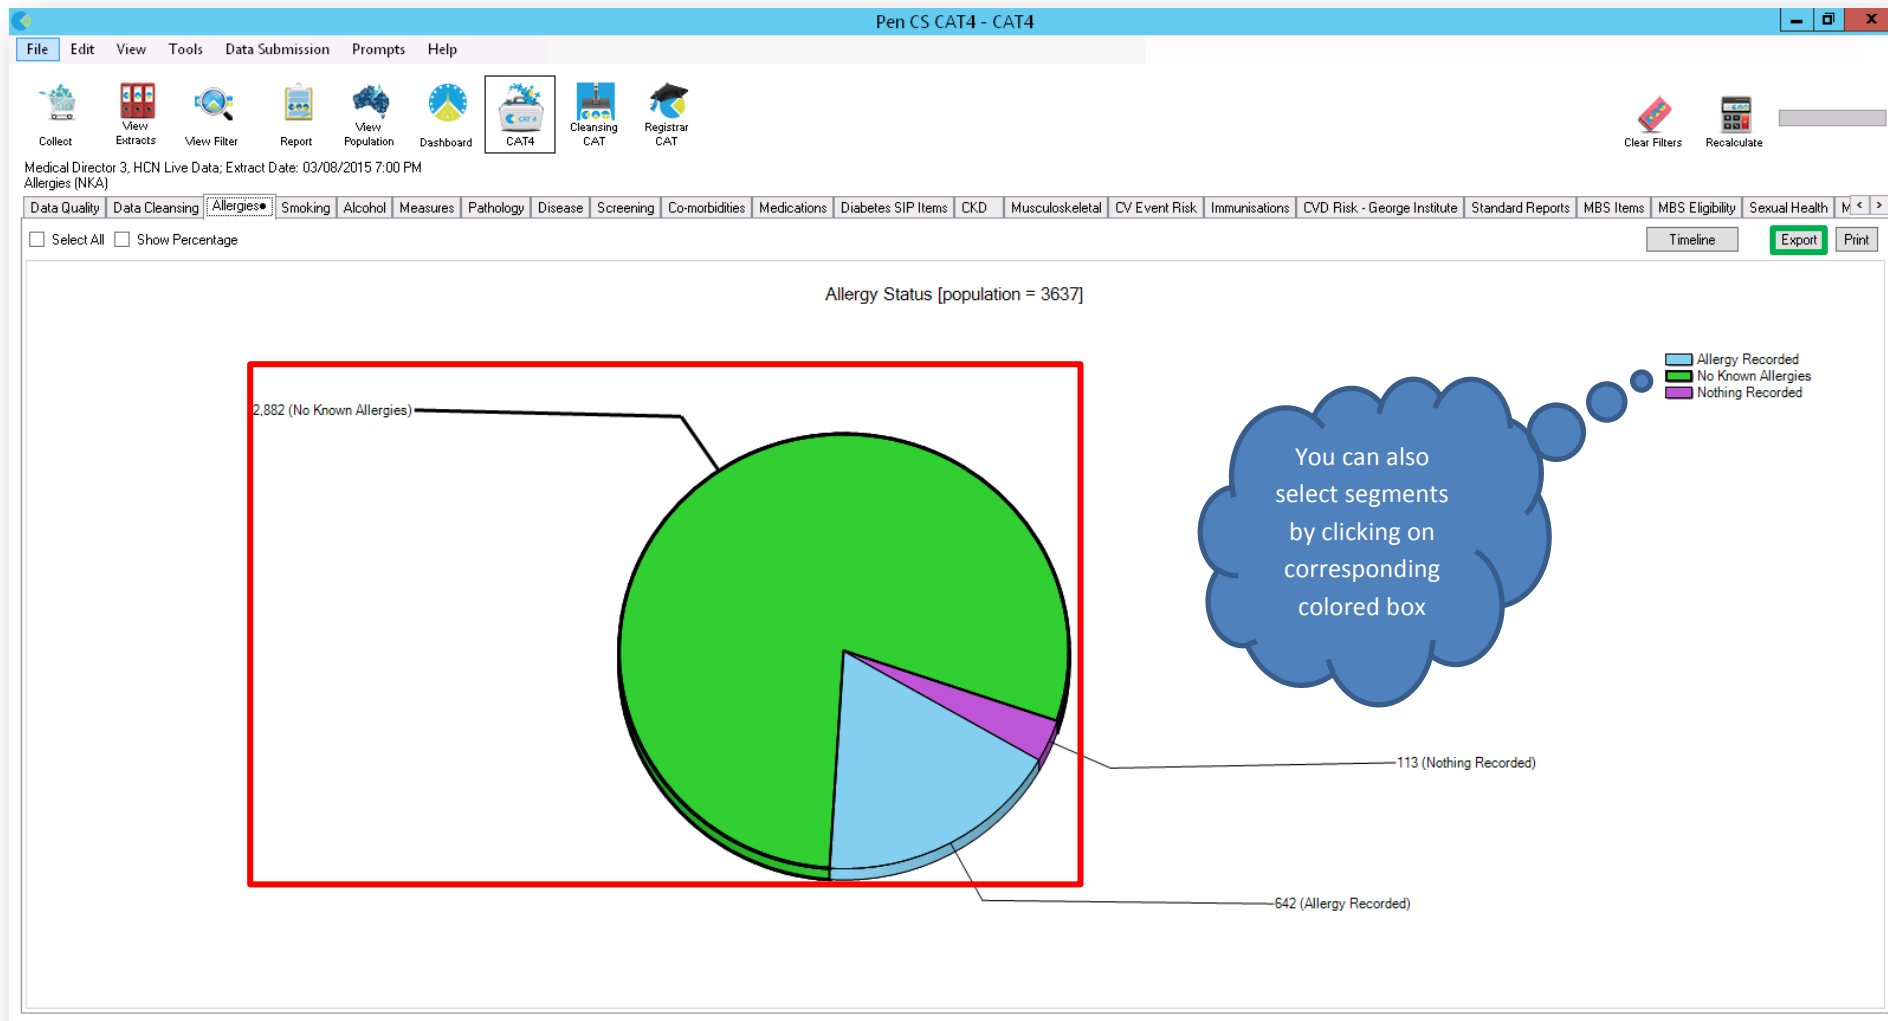 Pen CS CAT4 - CAT4
File Edit View Tools Data Submission Prompts Help
Collect
View
Extracts
View Filter
Report
View
Population
Dashboard
CAT 4
CAT4
Cleansing
CAT
Registrar
CAT
Clear Filters
Recalculate
Medical Director 3, HCN Live Data; Extract Date: 03/08/2015 7:00 PM
Allergies (NKA)
Data Quality Data Cleansing Allergies● Smoking Alcohol Measures Pathology Disease Screening Co-morbidities Medications Diabetes SIP Items CKD Musculoskeletal CV Event Risk Immunisations CVD Risk - George Institute Standard Reports MBS Items MBS Eligibility Sexual Health
Select All Show Percentage Timeline Export Print
Allergy Status [population = 3637]
Allergy Recorded
No Known Allergies
Nothing Recorded
2,882 (No Known Allergies)
You can also
select segments
by clicking on
corresponding
colored box
113 (Nothing Recorded)
642 (Allergy Recorded)